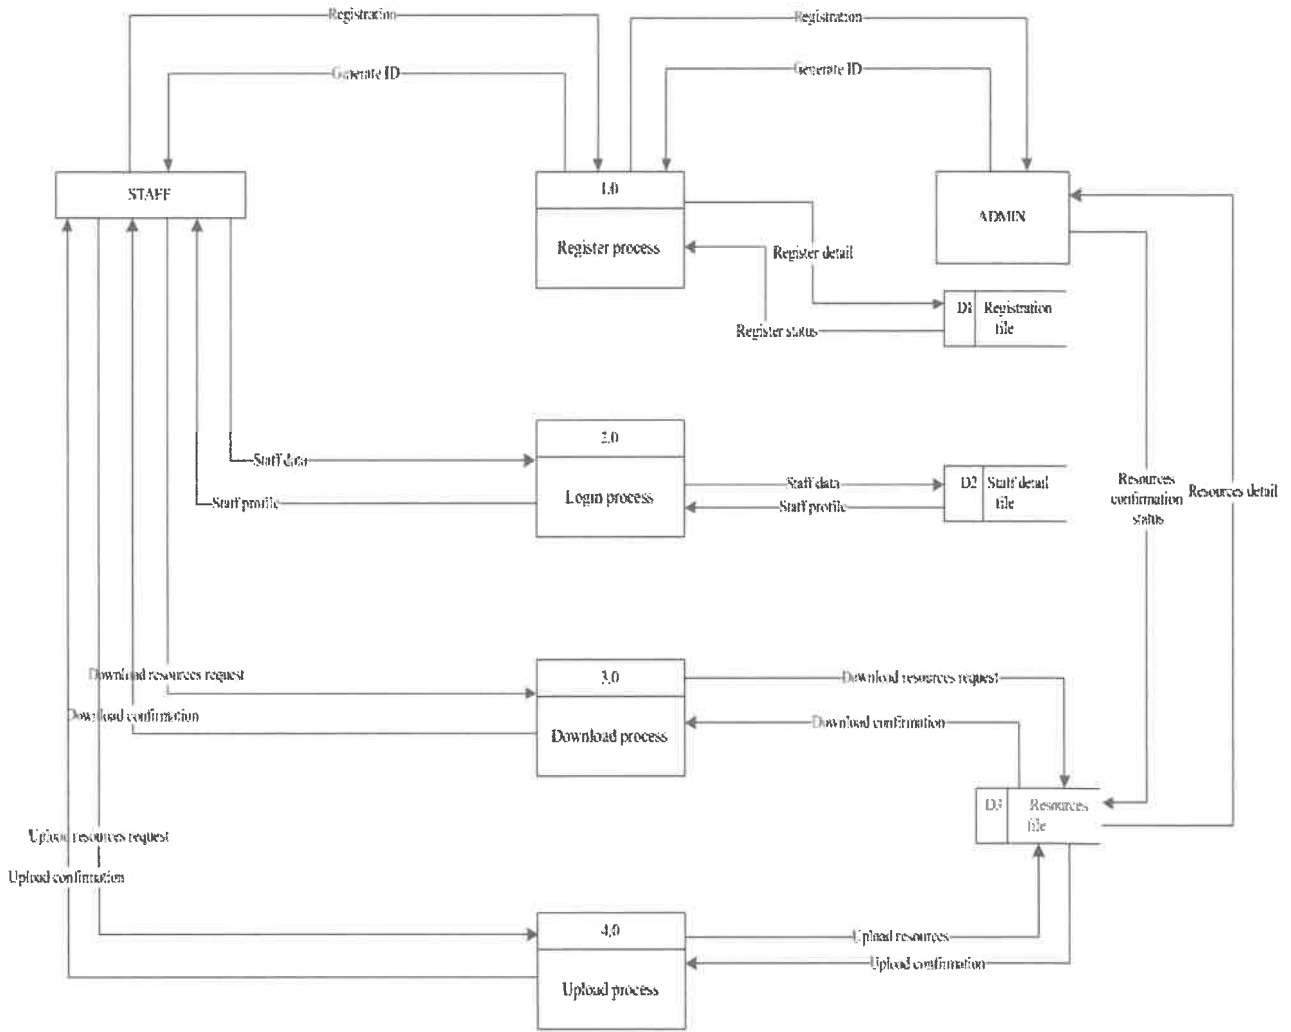 Registration
Registration
Generate ID
Generate ID
STAFF
1.0
Register process
ADMIN
Register detail
D1 Registration
file
Register status
2.0
Login process
Staff data
Staff profile
Staff data
Staff profile
D2 Staff detail
file
Resources
confirmation
status
Resources detail
Download resources request
Download confirmation
3.0
Download process
Download resources request
Download confirmation
D3 Resources
file
Upload resources request
Upload confirmation
4.0
Upload process
Upload resources
Upload confirmation